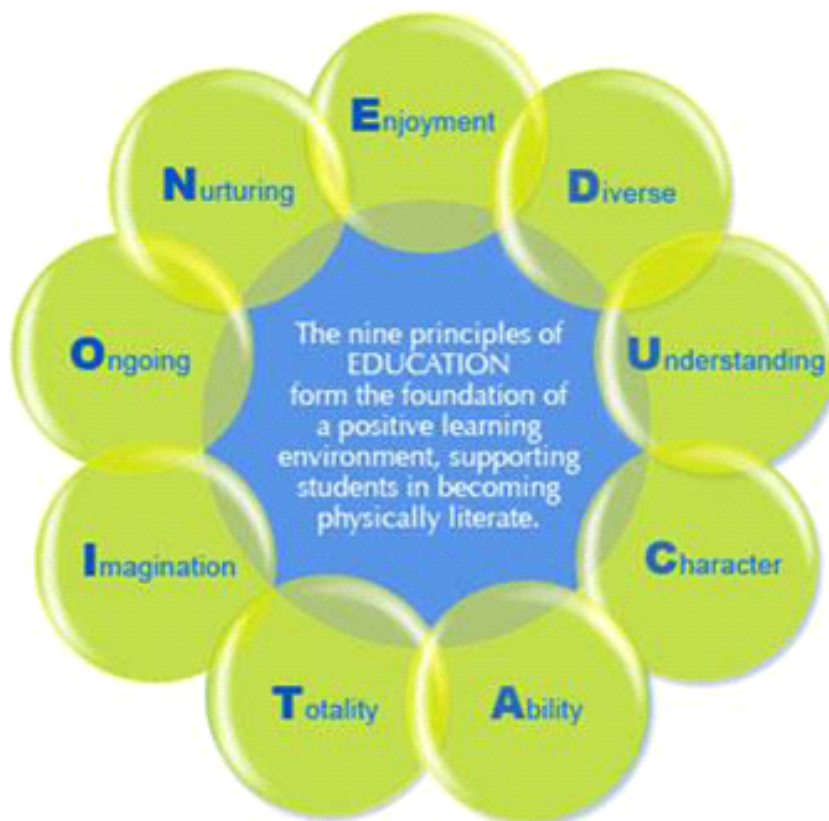 Enjoyment
Diverse
Understanding
Character
Ability
Totality
Imagination
Ongoing
Nurturing
The nine principles of
EDUCATION
form the foundation of
a positive learning
environment, supporting
students in becoming
physically literate.